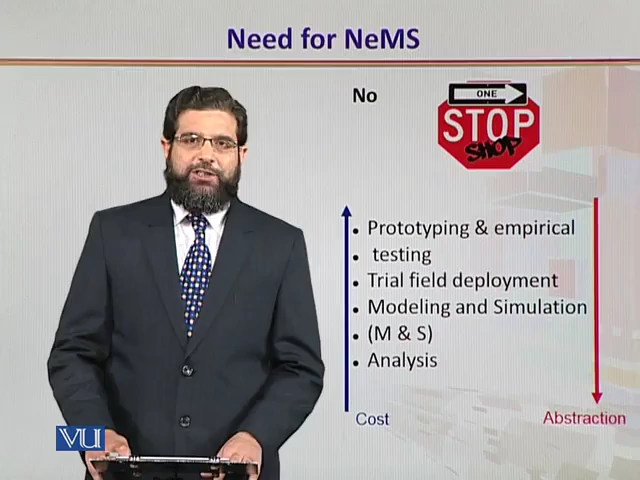 Need for NeMS
No
ONE
STOP
SHOP
• Prototyping & empirical
• testing
• Trial field deployment
• Modeling and Simulation
• (M & S)
• Analysis
Cost
Abstraction
VU